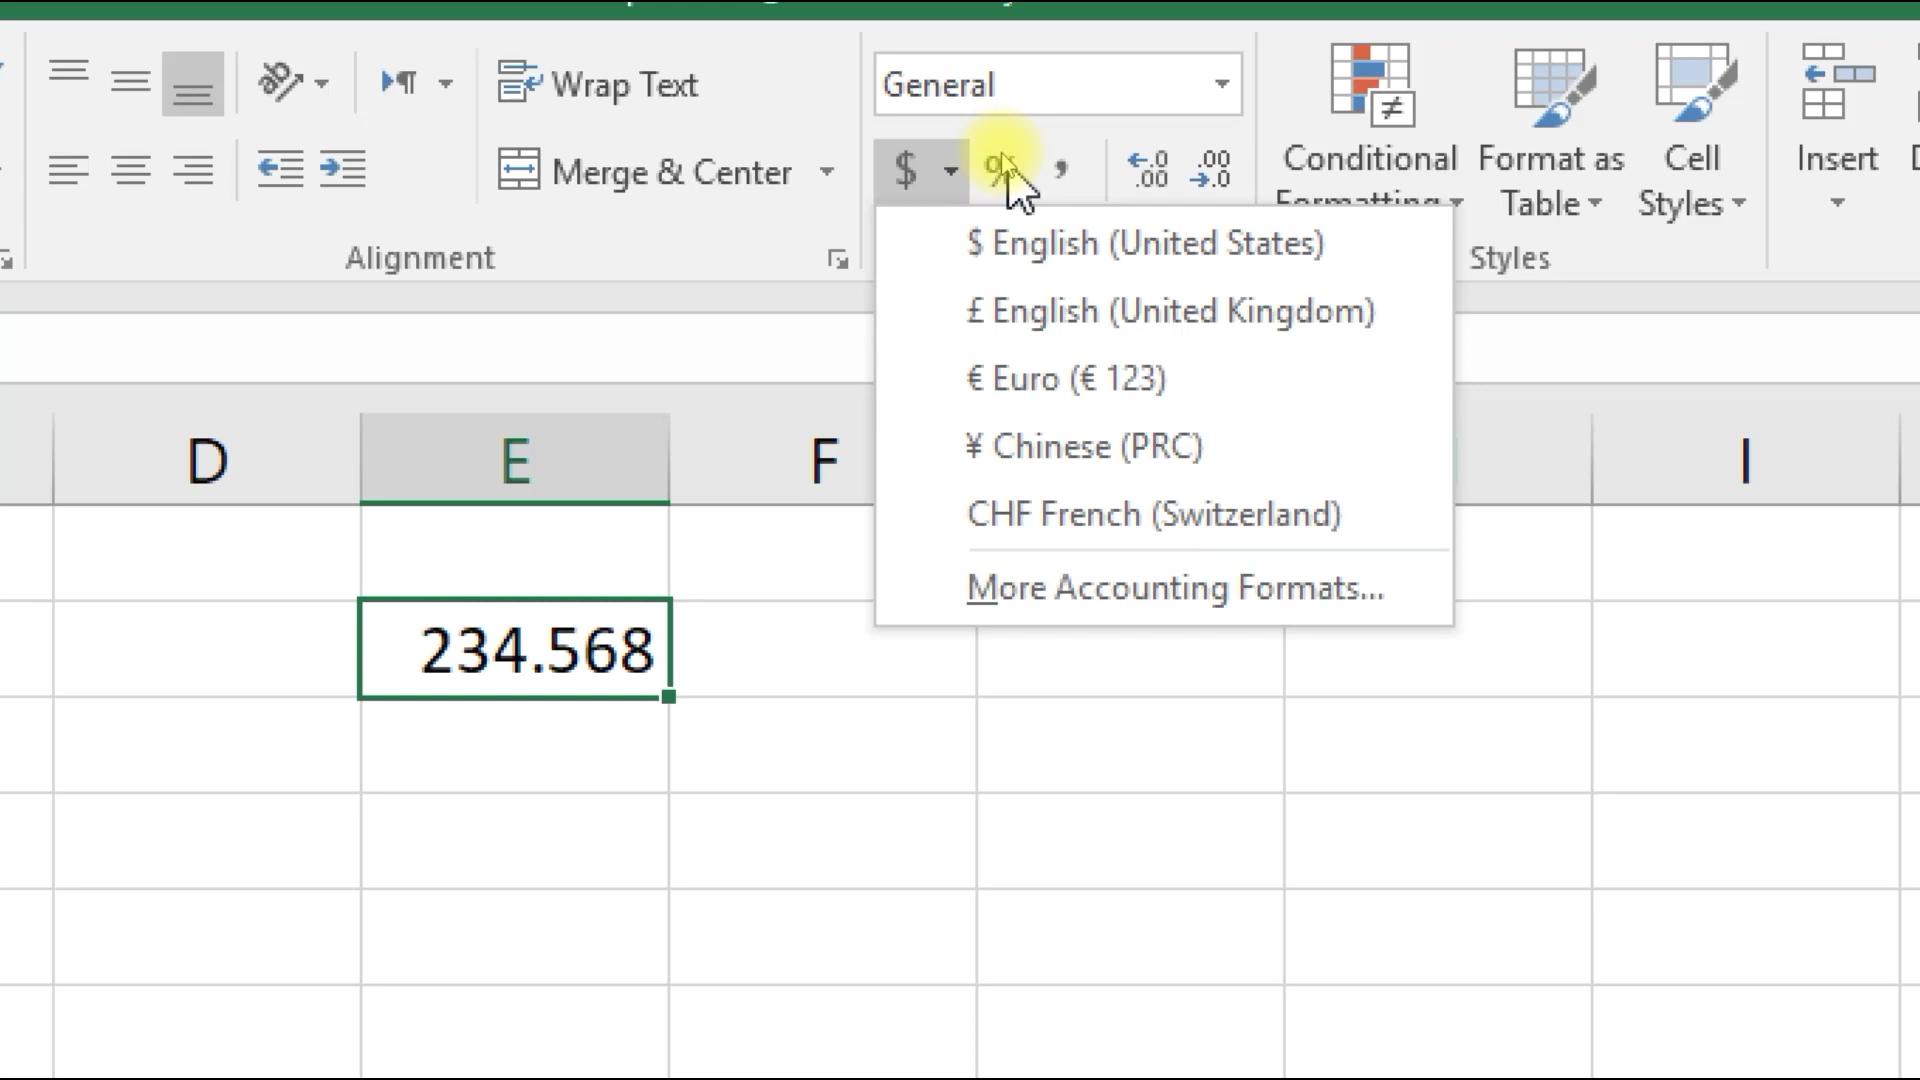 Wrap Text
General
Merge & Center
$ % ,
Conditional Formatting
Format as Table
Cell Styles
Insert
Alignment
Styles
$ English (United States)
£ English (United Kingdom)
€ Euro (€ 123)
¥ Chinese (PRC)
CHF French (Switzerland)
More Accounting Formats...
D E F I
234.568